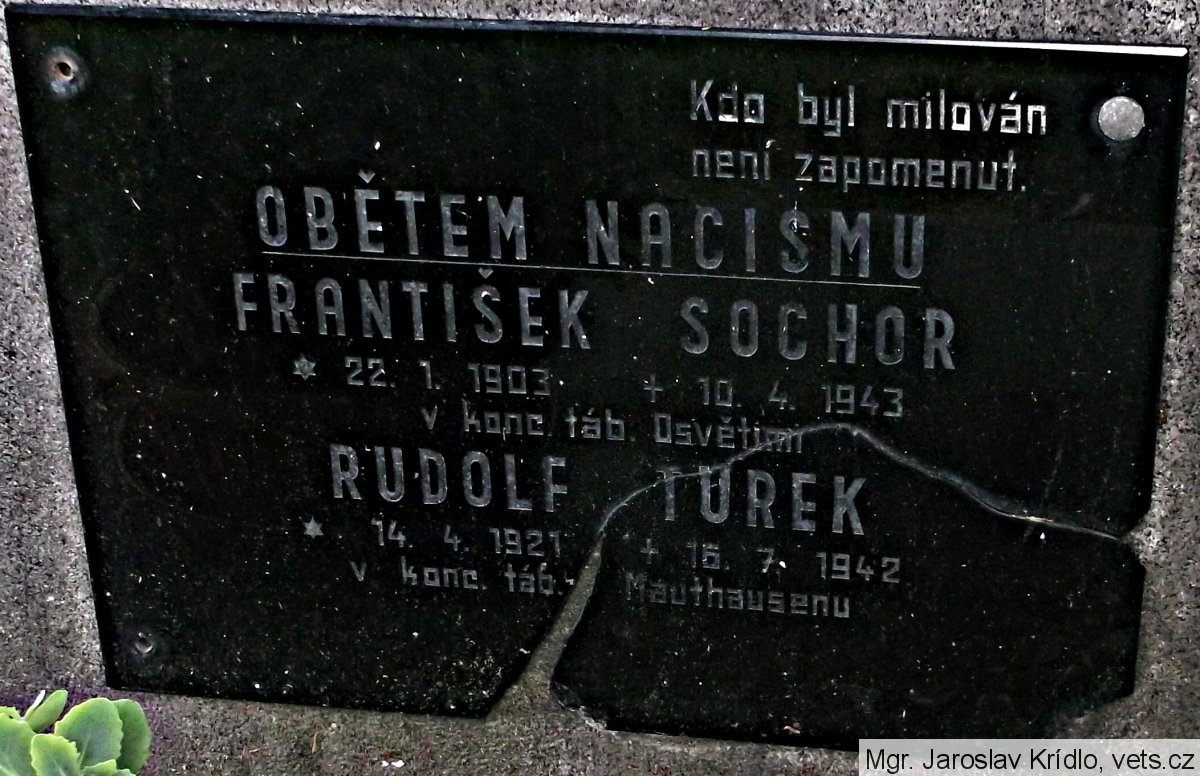 Kdo byl milován
není zapomenut.
OBĚTEM NACISMU
FRANTIŠEK SOCHOR
* 22. 1. 1903 + 10. 4. 1943
v konc. táb. Osvětimi
RUDOLF TUREK
* 14. 4. 1921 + 16. 7. 1942
v konc. táb. Mauthausenu
Mgr. Jaroslav Krídlo, vets.cz